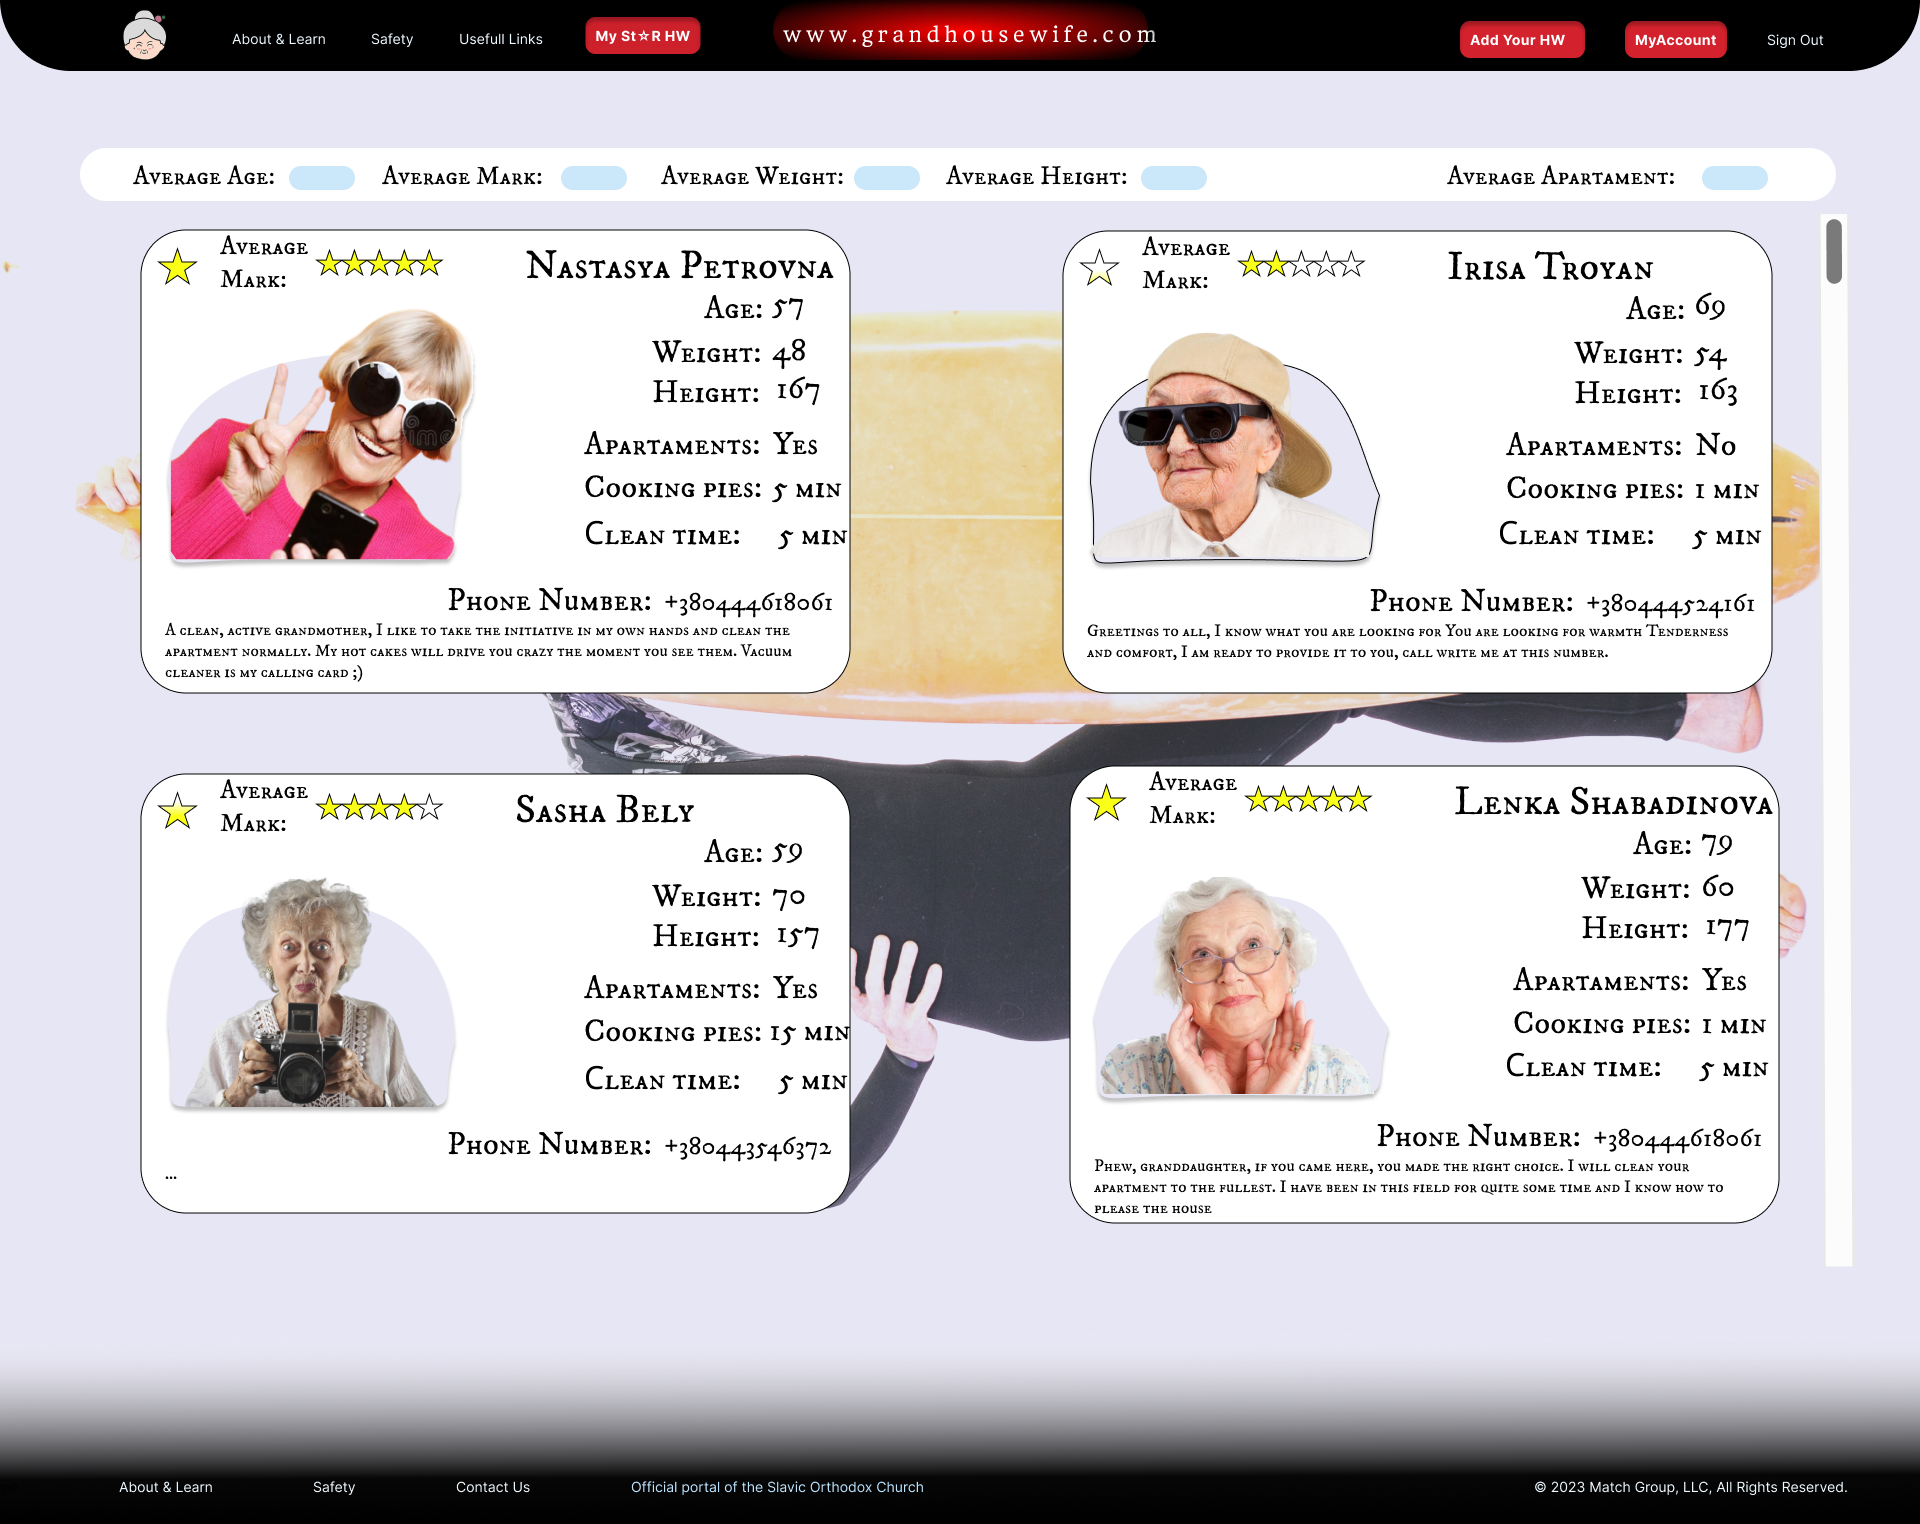 About & Learn
Safety
Usefull Links
My St☆R HW
www.grandhousewife.com
Add Your HW
MyAccount
Sign Out
Average Age:
Average Mark:
Average Weight:
Average Height:
Average Apartament:
Average
Mark:
Nastasya Petrovna
Age: 57
Weight: 48
Height: 167
Apartaments: Yes
Cooking pies: 5 min
Clean time: 5 min
Phone Number: +380444618061
A clean, active grandmother, I like to take the initiative in my own hands and clean the
apartment normally. My hot cakes will drive you crazy the moment you see them. Vacuum
cleaner is my calling card ;)
Average
Mark:
Irisa Troyan
Age: 69
Weight: 54
Height: 163
Apartaments: No
Cooking pies: 1 min
Clean time: 5 min
Phone Number: +380444524161
Greetings to all, I know what you are looking for You are looking for warmth Tenderness
and comfort, I am ready to provide it to you, call write me at this number.
Average
Mark:
Sasha Bely
Age: 59
Weight: 70
Height: 157
Apartaments: Yes
Cooking pies: 15 min
Clean time: 5 min
Phone Number: +380443546372
...
Average
Mark:
Lenka Shabadinova
Age: 79
Weight: 60
Height: 177
Apartaments: Yes
Cooking pies: 1 min
Clean time: 5 min
Phone Number: +380444618061
Phew, granddaughter, if you came here, you made the right choice. I will clean your
apartment to the fullest. I have been in this field for quite some time and I know how to
please the house
About & Learn
Safety
Contact Us
Official portal of the Slavic Orthodox Church
© 2023 Match Group, LLC, All Rights Reserved.